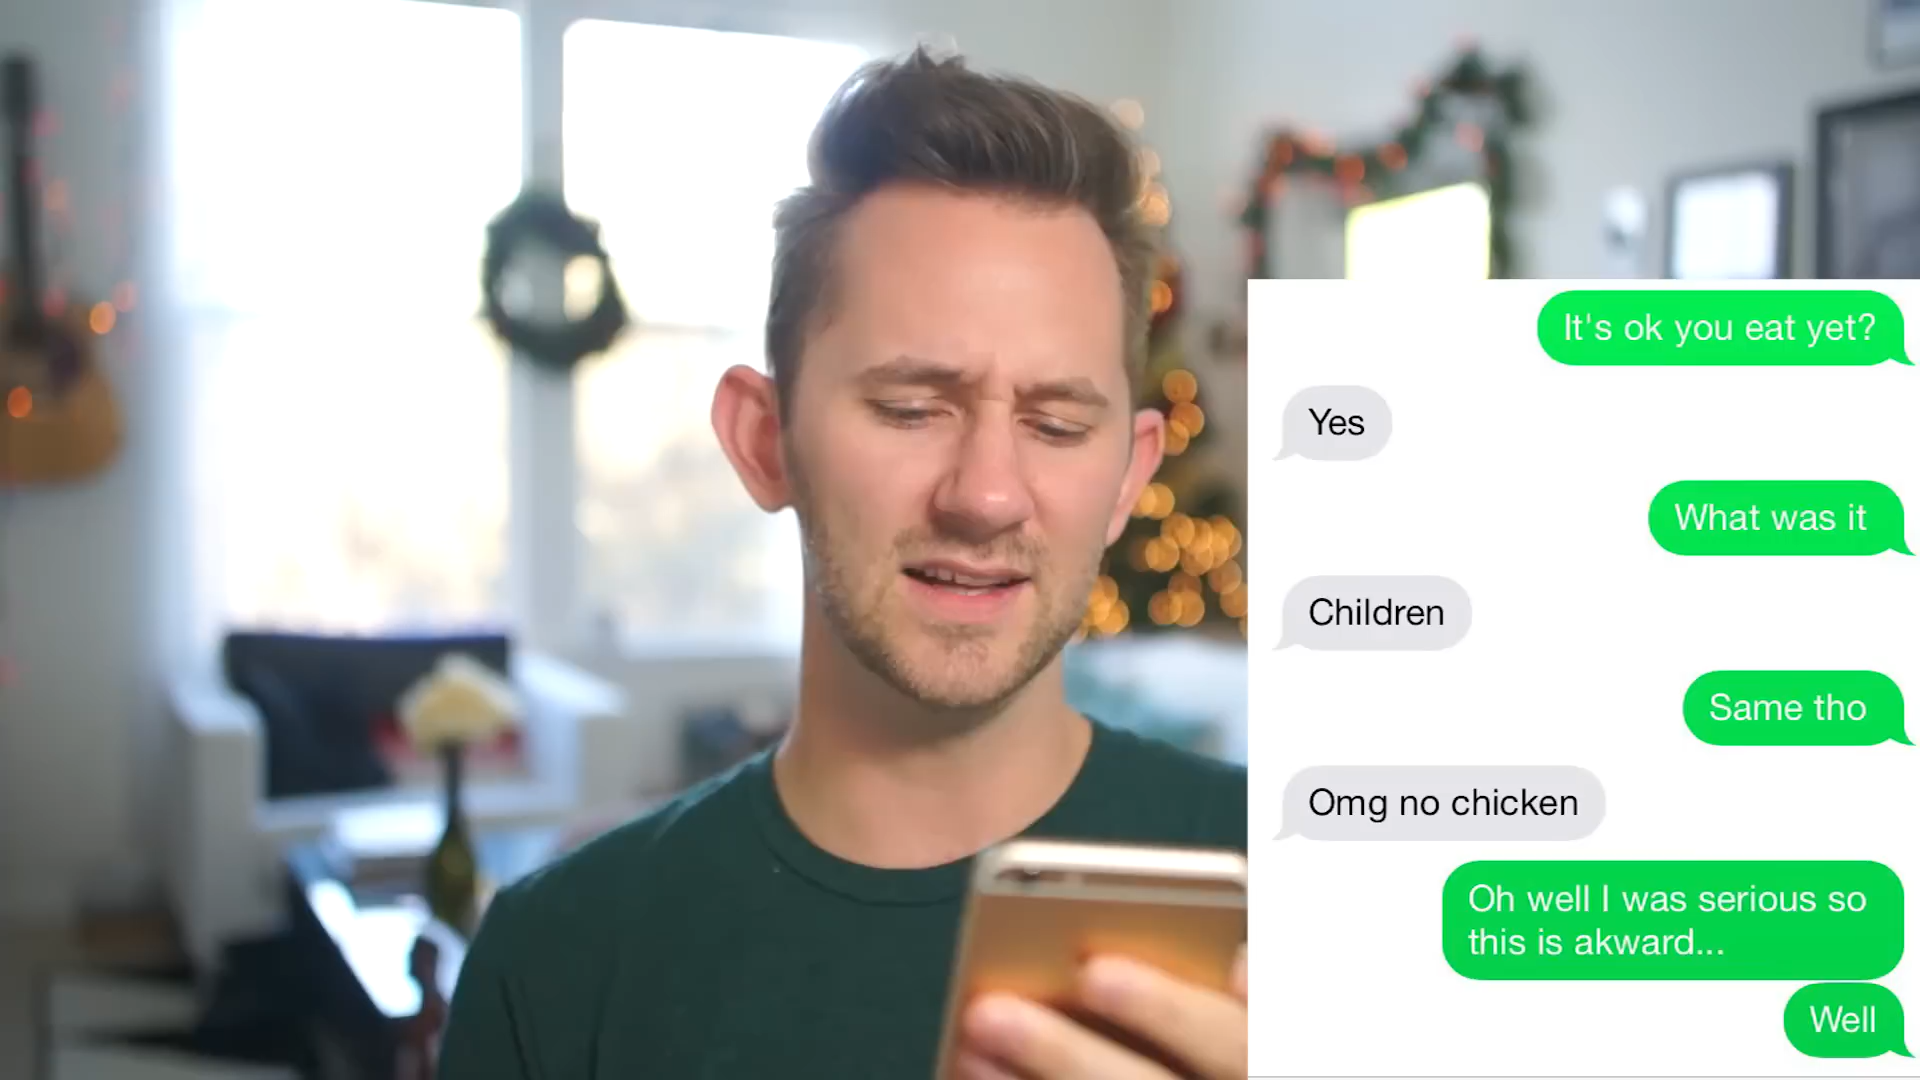 It's ok you eat yet?
Yes
What was it
Children
Same tho
Omg no chicken
Oh well I was serious so
this is akward...
Well